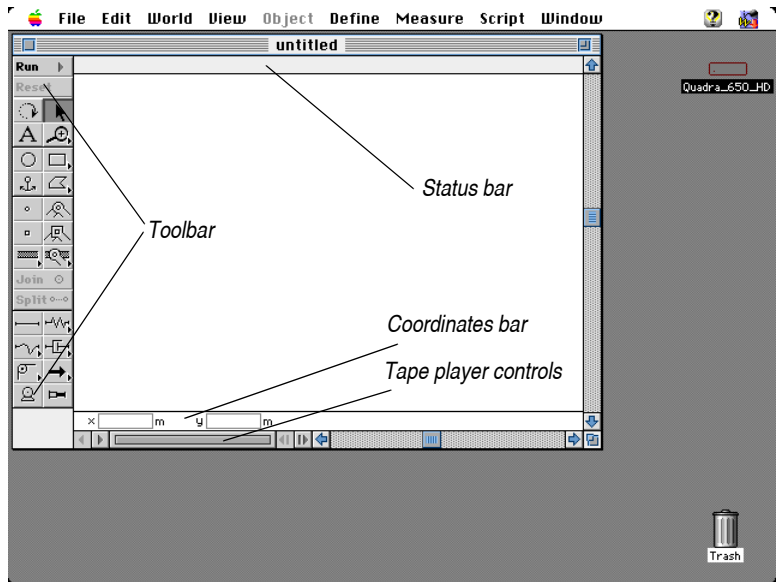 File Edit World View Object Define Measure Script Window
untitled
Run
Reset
Quadra_650_HD
A
Status bar
Toolbar
Join
Split
Coordinates bar
Tape player controls
x m y m
Trash